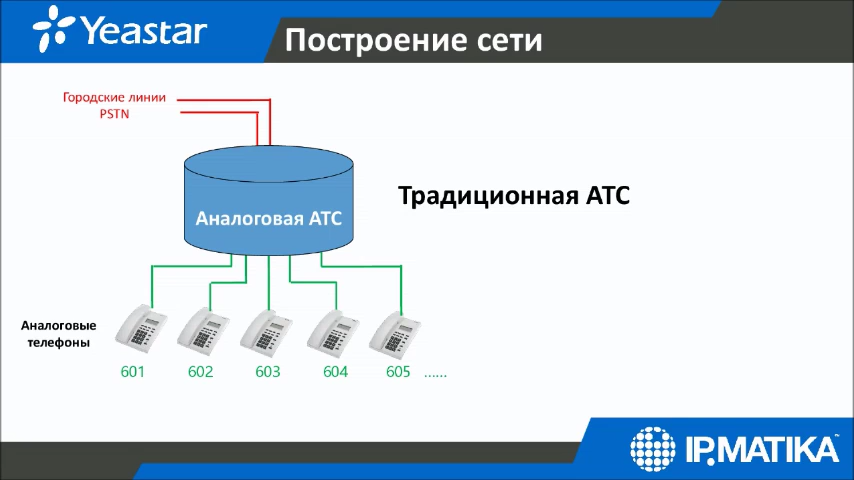 Yeastar
Построение сети
Городские линии
PSTN
Аналоговая АТС
Традиционная АТС
Аналоговые
телефоны
601 602 603 604 605 ......
IP.MATIKA